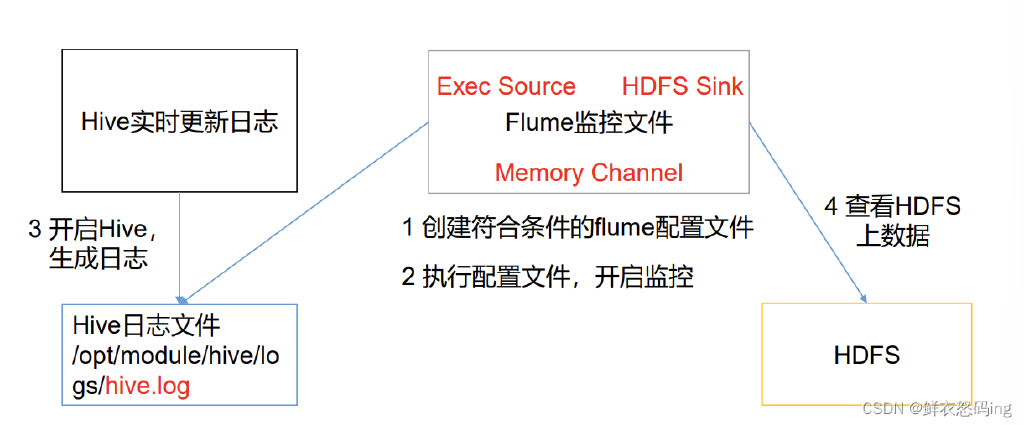 Hive实时更新日志
Exec Source HDFS Sink
Flume监控文件
Memory Channel
3 开启Hive,
生成日志
1 创建符合条件的flume配置文件
2 执行配置文件，开启监控
4 查看HDFS
上数据
Hive日志文件
/opt/module/hive/lo
gs/hive.log
HDFS
CSDN @鲜衣怒码ing